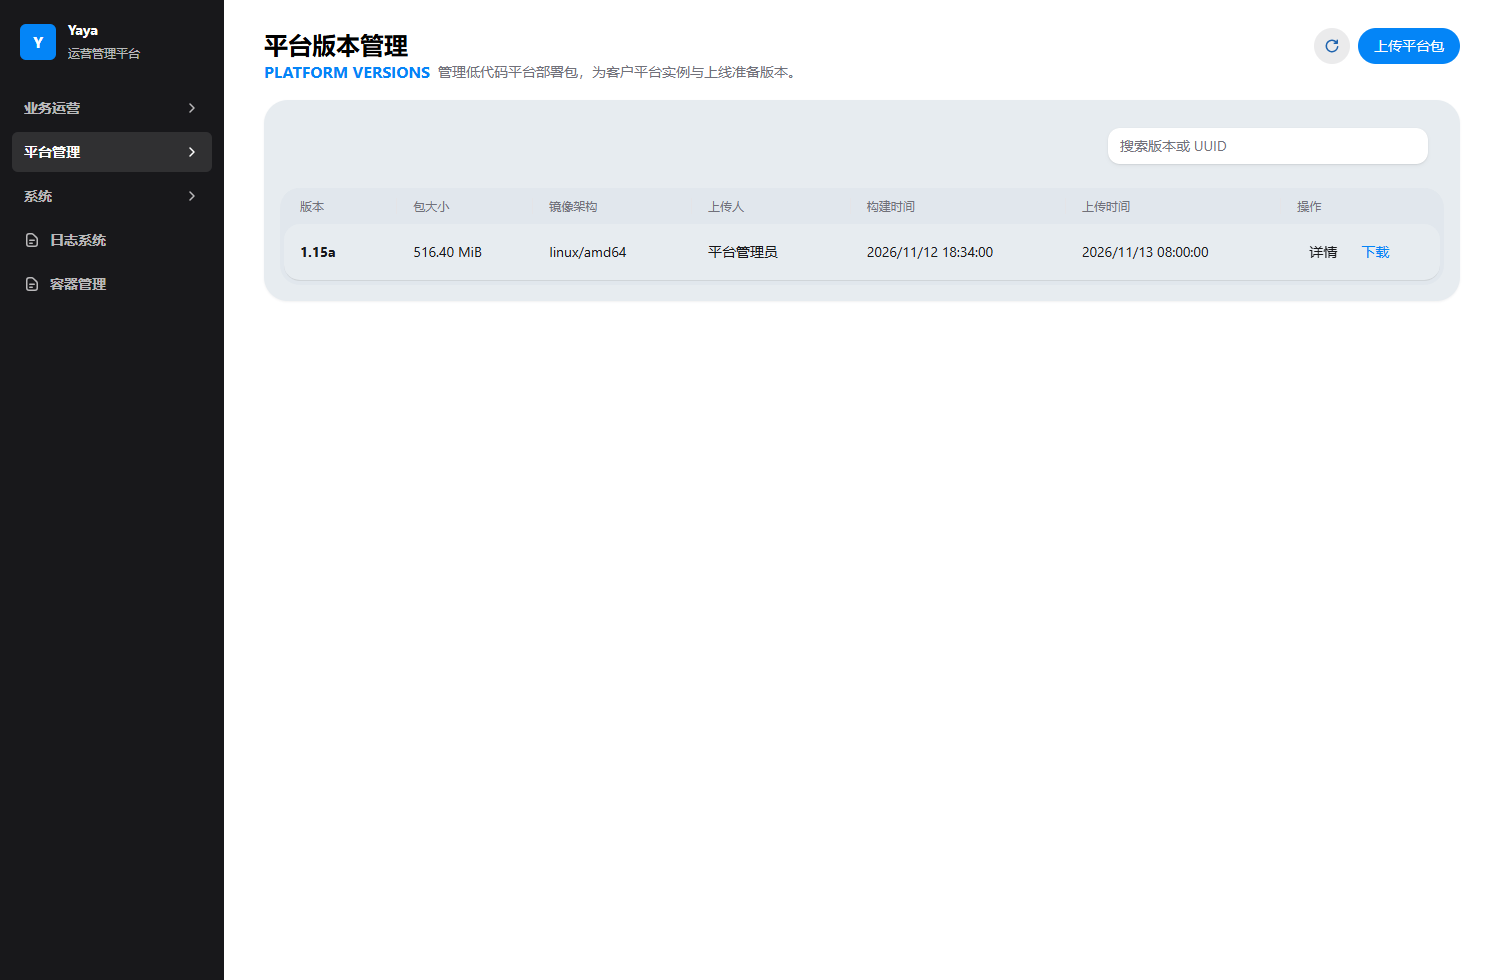 Y
Yaya
运营管理平台
业务运营
平台管理
系统
日志系统
容器管理
平台版本管理
PLATFORM VERSIONS 管理低代码平台部署包，为客户平台实例与上线准备版本。
上传平台包
搜索版本或 UUID
版本 包大小 镜像架构 上传人 构建时间 上传时间 操作
1.15a 516.40 MiB linux/amd64 平台管理员 2026/11/12 18:34:00 2026/11/13 08:00:00 详情 下载